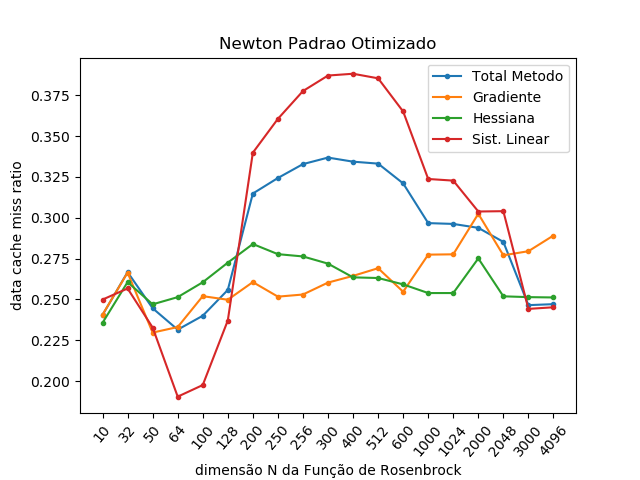 Newton Padrao Otimizado
Total Metodo
Gradiente
Hessiana
Sist. Linear
data cache miss ratio
0.375
0.350
0.325
0.300
0.275
0.250
0.225
0.200
10 32 50 64 100 128 200 250 256 300 400 512 600 1000 1024 2000 2048 3000 4096
dimensão N da Função de Rosenbrock